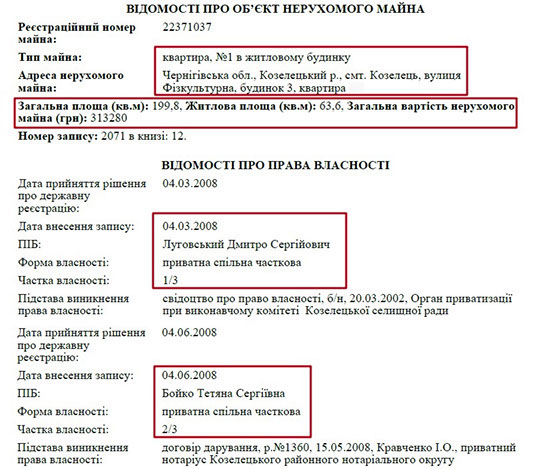 ВІДОМОСТІ ПРО ОБ'ЄКТ НЕРУХОМОГО МАЙНА
Реєстраційний номер майна: 22371037
Тип майна: квартира, №1 в житловому будинку
Адреса нерухомого майна: Чернігівська обл., Козелецький р., смт. Козелець, вулиця
Фізкультурна, будинок 3, квартира
Загальна площа (кв.м): 199,8, Житлова площа (кв.м): 63,6, Загальна вартість нерухомого
майна (грн): 313280
Номер запису: 2071 в книзі: 12.
ВІДОМОСТІ ПРО ПРАВА ВЛАСНОСТІ
Дата прийняття рішення про державну реєстрацію: 04.03.2008
Дата внесення запису: 04.03.2008
ПІБ: Луговський Дмитро Сергійович
Форма власності: приватна спільна часткова
Частка власності: 1/3
Підстава виникнення права власності: свідоцтво про право власності, б/н, 20.03.2002, Орган приватизації
при виконавчому комітеті Козелецької селищної ради
Дата прийняття рішення про державну реєстрацію: 04.06.2008
Дата внесення запису: 04.06.2008
ПІБ: Бойко Тетяна Сергіївна
Форма власності: приватна спільна часткова
Частка власності: 2/3
Підстава виникнення права власності: договір дарування, р.№1360, 15.05.2008, Кравченко І.О., приватний
нотаріус Козелецького районного нотаріального округу